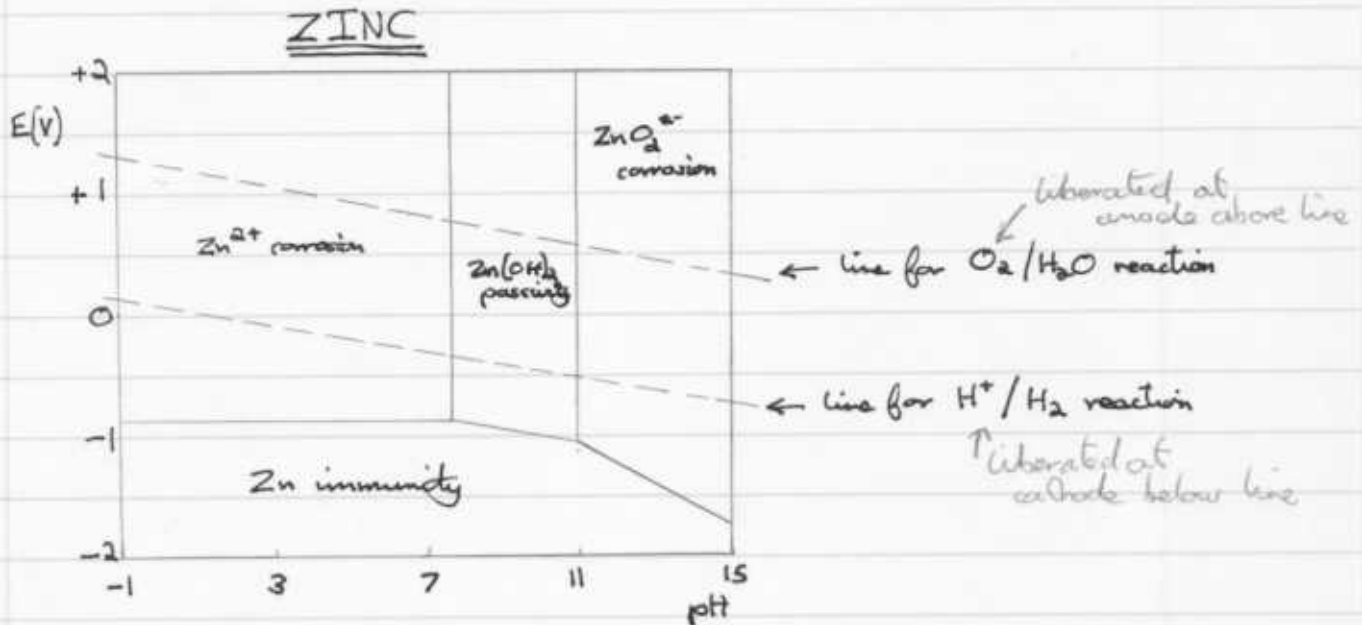 ZINC
+2
E(V)
ZnO₂²⁻
corrosion
+1
liberated at
anode above line
Zn²⁺ corrosion
Zn(OH)₂
passivity
← line for O₂/H₂O reaction
0
← line for H⁺/H₂ reaction
-1
Zn immunity
↑ liberated at
cathode below line
-2
-1 3 7 11 15
pH